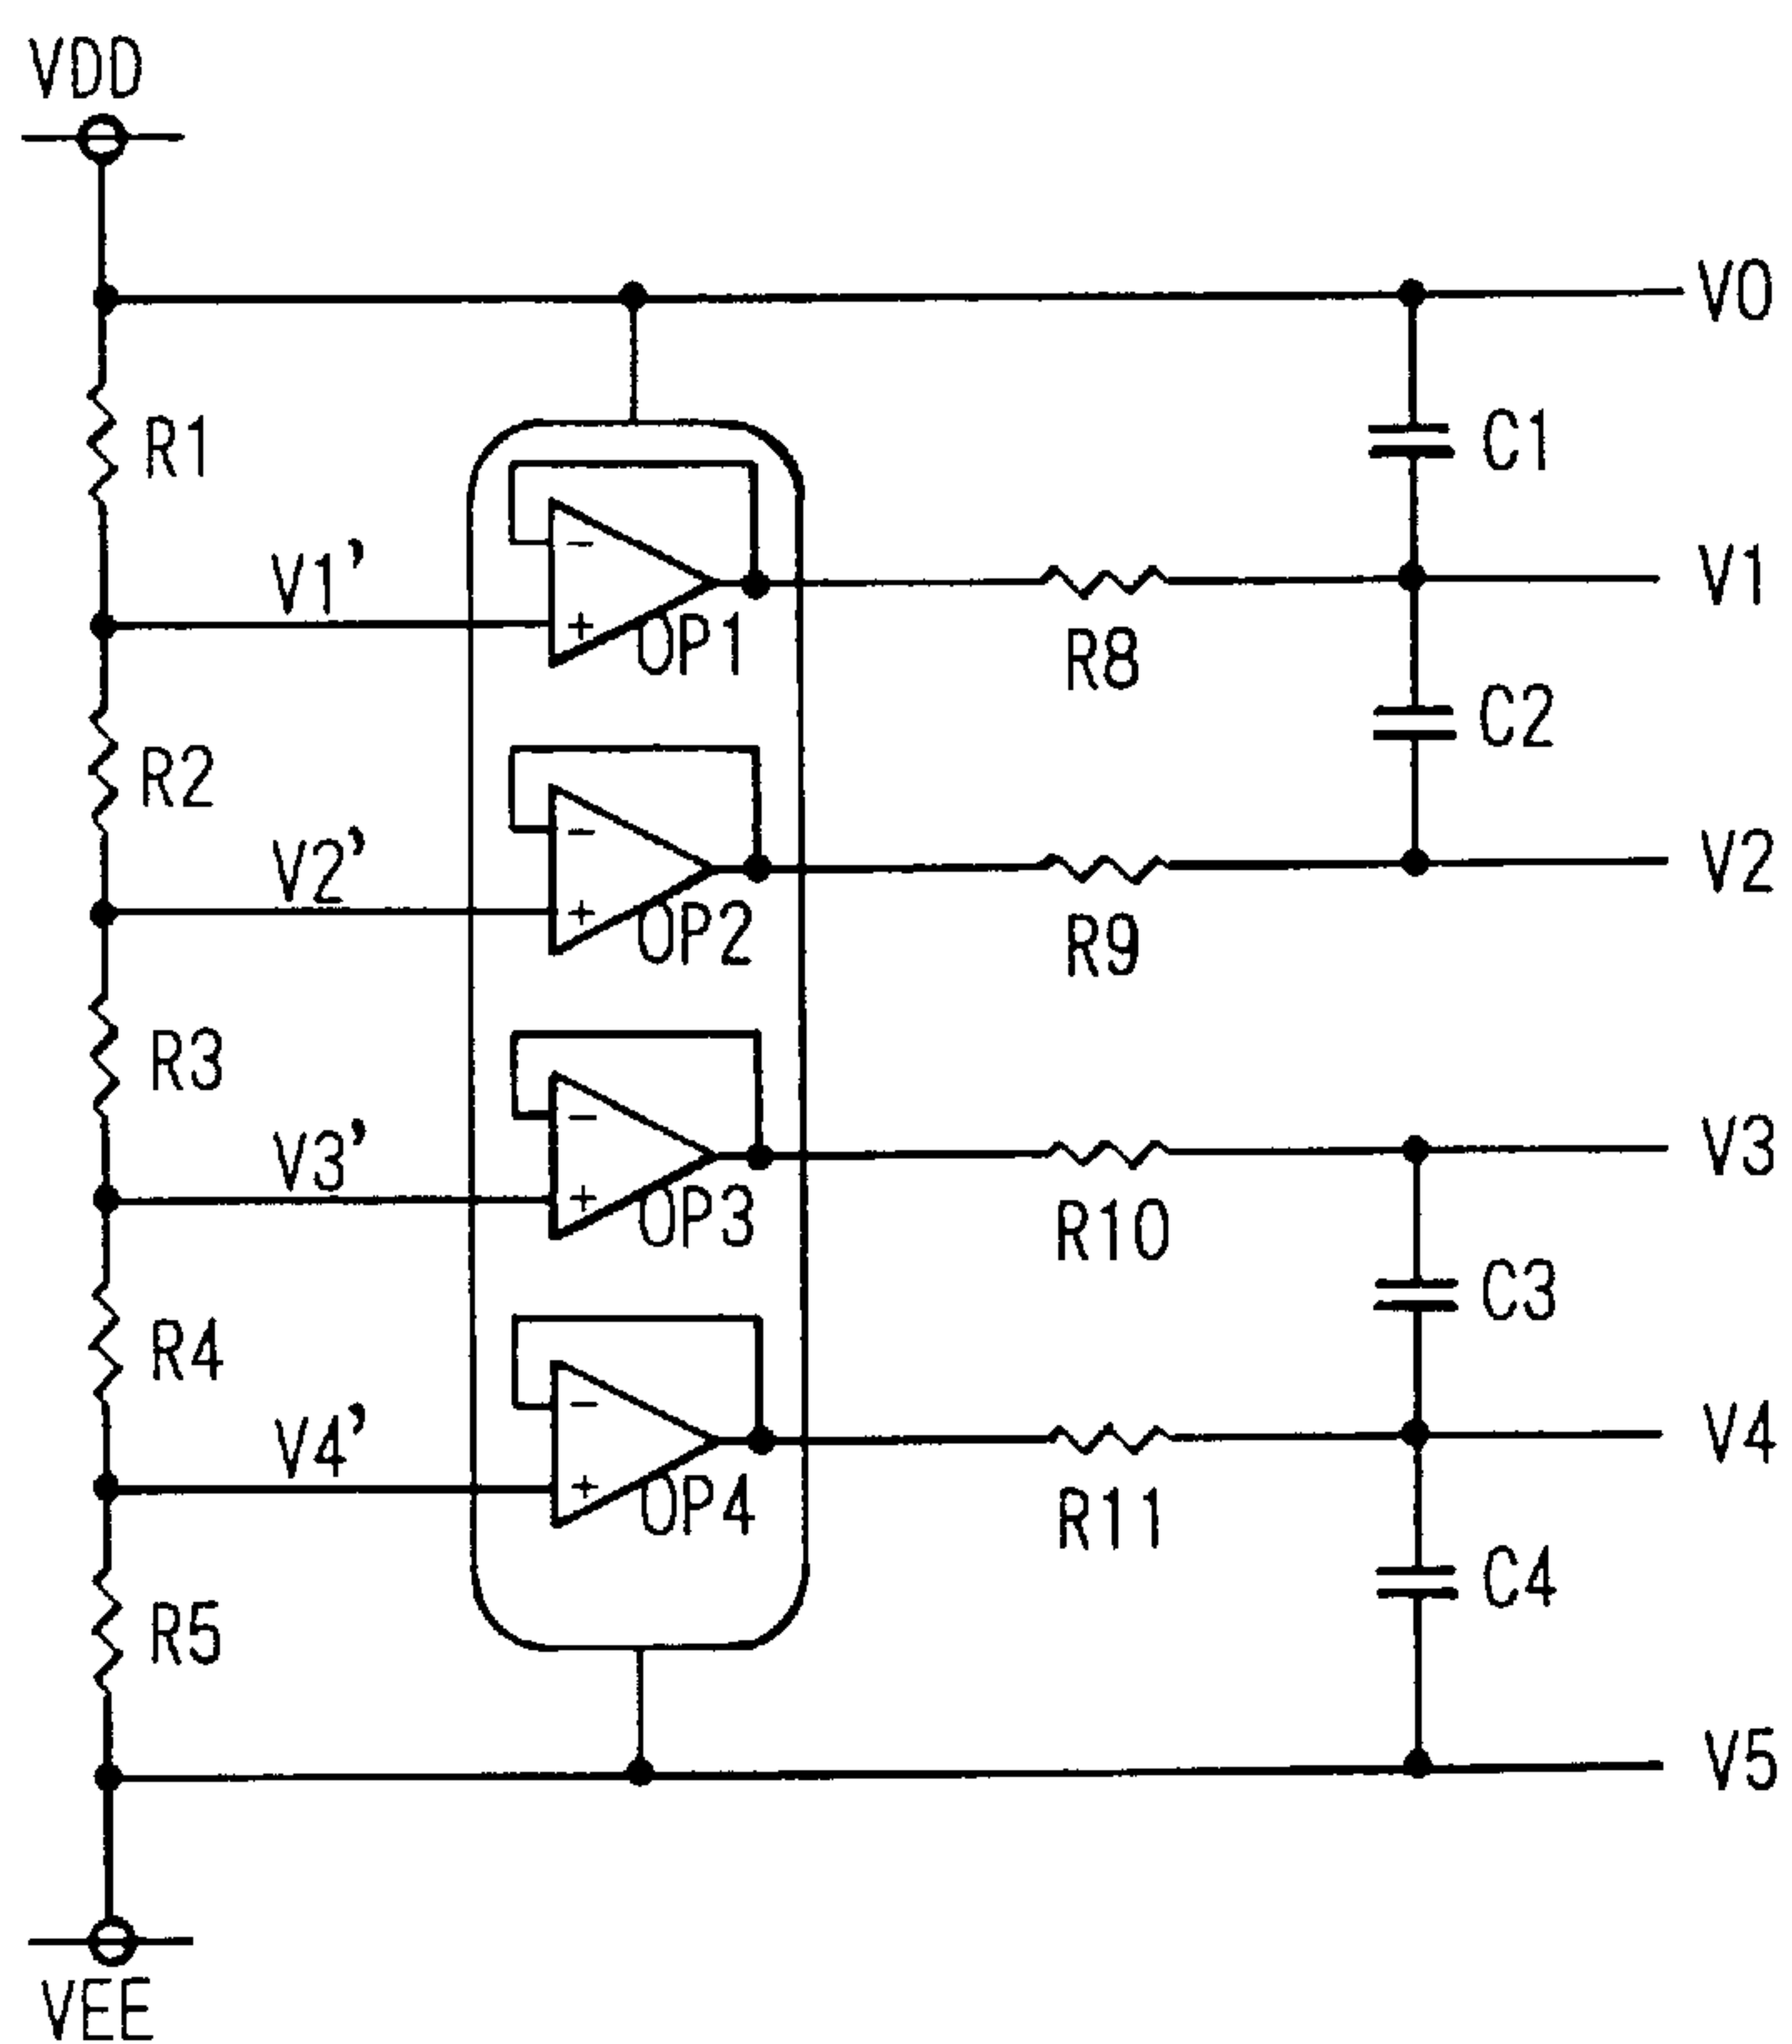 VDD
V0
R1
C1
V1'
-
+
OP1
V1
R8
R2
C2
V2'
-
+
OP2
V2
R9
R3
V3'
-
+
OP3
V3
R10
R4
C3
V4'
-
+
OP4
V4
R11
R5
C4
V5
VEE